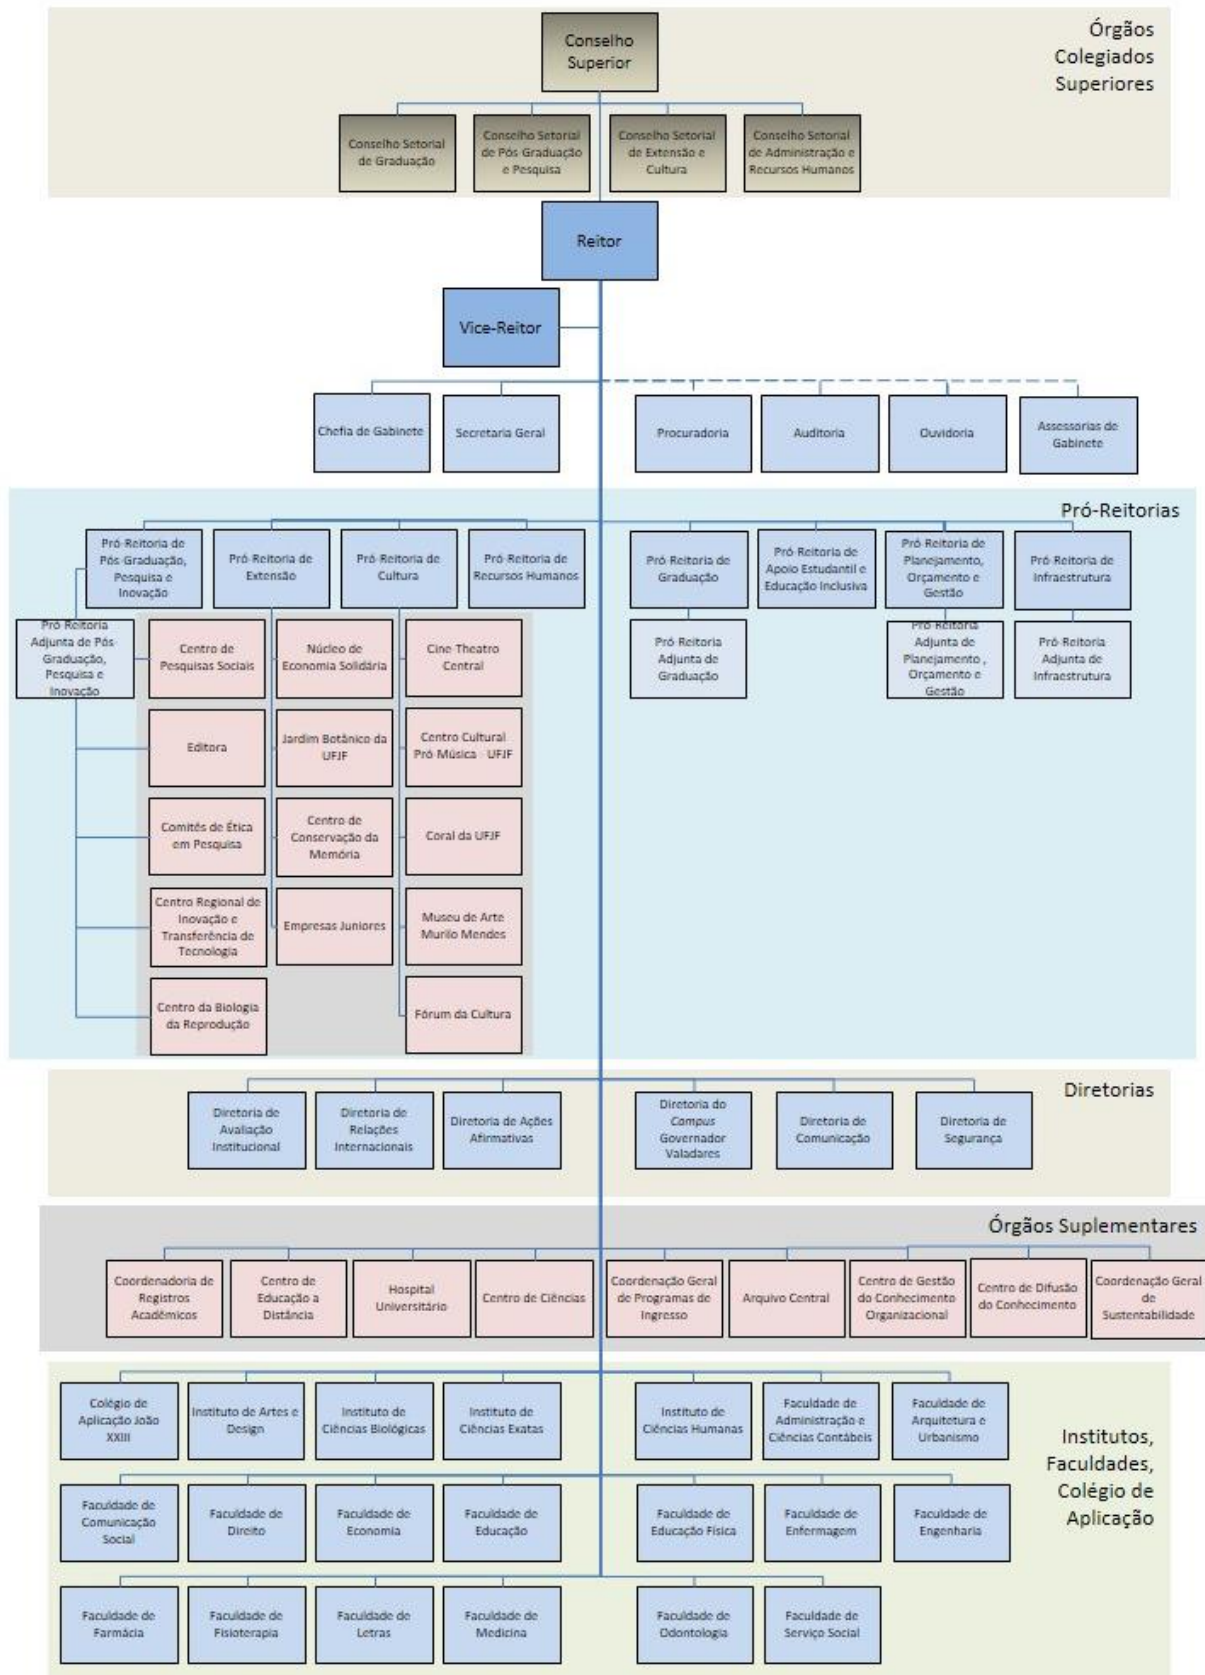 Órgãos
Colegiados
Superiores
Conselho
Superior
Conselho Setorial
de Graduação
Conselho Setorial
de Pós-Graduação
e Pesquisa
Conselho Setorial
de Extensão e
Cultura
Conselho Setorial
de Administração e
Recursos Humanos
Reitor
Vice-Reitor
Chefia de Gabinete
Secretaria Geral
Procuradoria
Auditoria
Ouvidoria
Assessorias de
Gabinete
Pró-Reitorias
Pró-Reitoria de
Pós-Graduação,
Pesquisa e
Inovação
Pró-Reitoria de
Extensão
Pró-Reitoria de
Cultura
Pró-Reitoria de
Recursos Humanos
Pró-Reitoria de
Graduação
Pró-Reitoria de
Apoio Estudantil e
Educação Inclusiva
Pró-Reitoria de
Planejamento,
Orçamento e
Gestão
Pró-Reitoria de
Infraestrutura
Pró-Reitoria
Adjunta de Pós-
Graduação,
Pesquisa e
Inovação
Centro de
Pesquisas Sociais
Núcleo de
Economia Solidária
Cine-Theatro
Central
Pró-Reitoria
Adjunta de
Graduação
Pró-Reitoria
Adjunta de
Planejamento ,
Orçamento e
Gestão
Pró-Reitoria
Adjunta de
Infraestrutura
Editora
Jardim Botânico da
UFJF
Centro Cultural
Pró-Música - UFJF
Comitês de Ética
em Pesquisa
Centro de
Conservação da
Memória
Coral da UFJF
Centro Regional de
Inovação e
Transferência de
Tecnologia
Empresas Juniores
Museu de Arte
Murilo Mendes
Centro da Biologia
da Reprodução
Fórum da Cultura
Diretorias
Diretoria de
Avaliação
Institucional
Diretoria de
Relações
Internacionais
Diretoria de Ações
Afirmativas
Diretoria do
Campus
Governador
Valadares
Diretoria de
Comunicação
Diretoria de
Segurança
Órgãos Suplementares
Coordenadoria de
Registros
Acadêmicos
Centro de
Educação a
Distância
Hospital
Universitário
Centro de Ciências
Coordenação Geral
de Programas de
Ingresso
Arquivo Central
Centro de Gestão
do Conhecimento
Organizacional
Centro de Difusão
do Conhecimento
Coordenação Geral
de
Sustentabilidade
Colégio de
Aplicação João
XXIII
Instituto de Artes e
Design
Instituto de
Ciências Biológicas
Instituto de
Ciências Exatas
Instituto de
Ciências Humanas
Faculdade de
Administração e
Ciências Contábeis
Faculdade de
Arquitetura e
Urbanismo
Institutos,
Faculdades,
Colégio de
Aplicação
Faculdade de
Comunicação
Social
Faculdade de
Direito
Faculdade de
Economia
Faculdade de
Educação
Faculdade de
Educação Física
Faculdade de
Enfermagem
Faculdade de
Engenharia
Faculdade de
Farmácia
Faculdade de
Fisioterapia
Faculdade de
Letras
Faculdade de
Medicina
Faculdade de
Odontologia
Faculdade de
Serviço Social